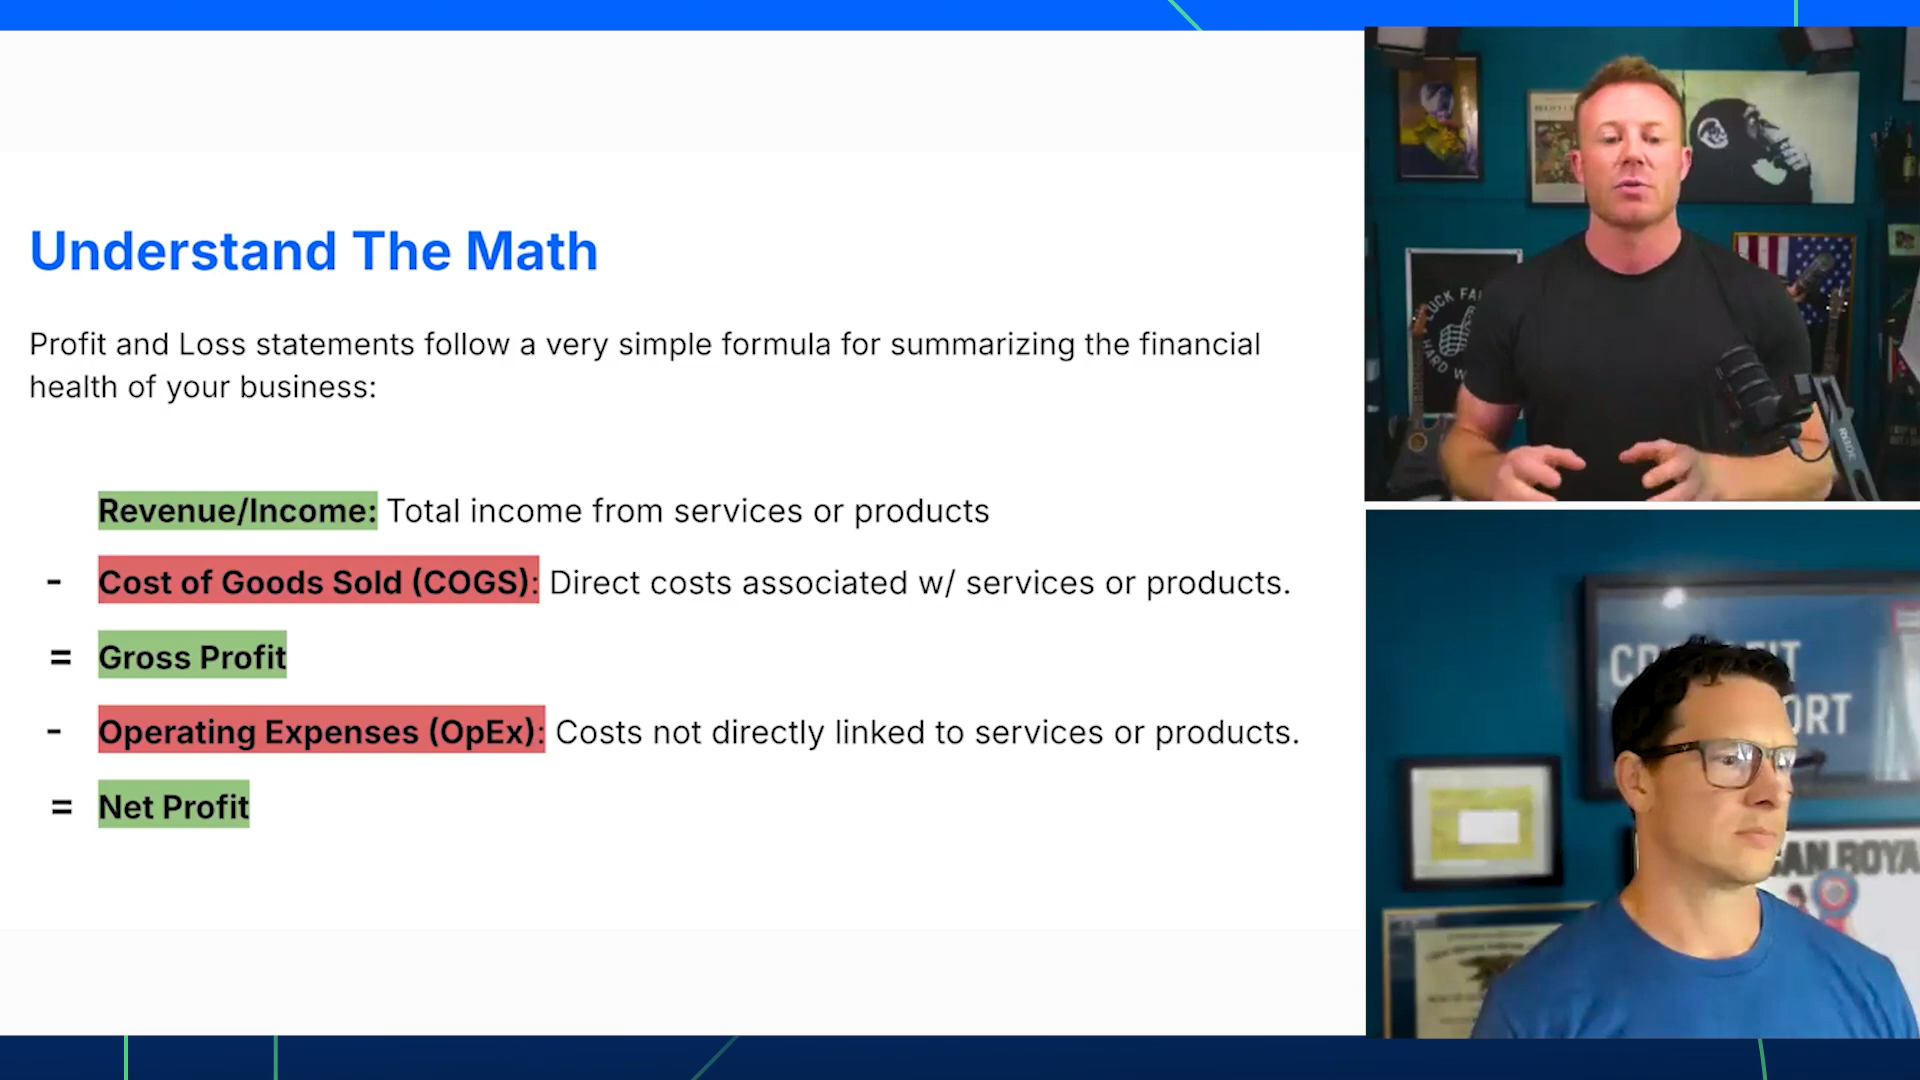 Understand The Math
Profit and Loss statements follow a very simple formula for summarizing the financial
health of your business:
Revenue/Income: Total income from services or products
- Cost of Goods Sold (COGS): Direct costs associated w/ services or products.
= Gross Profit
- Operating Expenses (OpEx): Costs not directly linked to services or products.
= Net Profit
HARD
RØDE